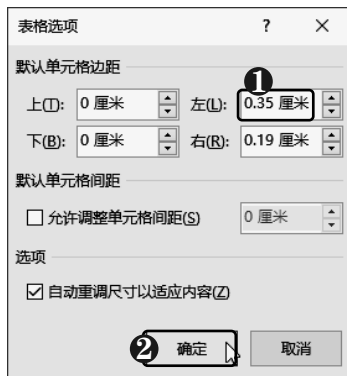 表格选项 ? ×
默认单元格边距
上(T): 0 厘米 左(L): 0.35 厘米
下(B): 0 厘米 右(R): 0.19 厘米
默认单元格间距
允许调整单元格间距(S) 0 厘米
选项
自动重调尺寸以适应内容(Z)
确定 取消
1
2